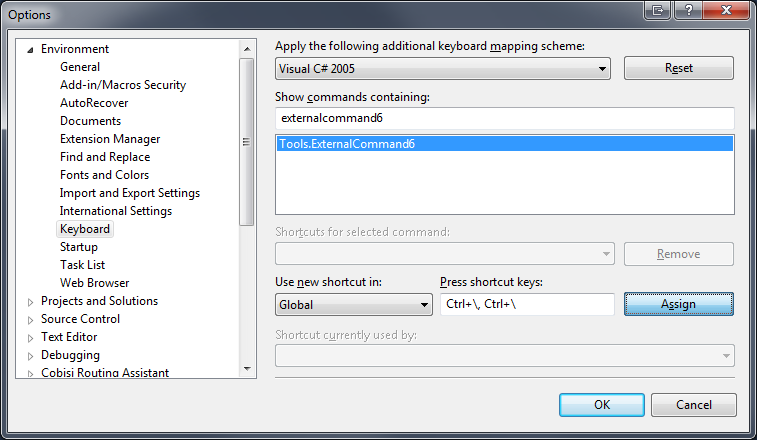 Options
Environment
General
Add-in/Macros Security
AutoRecover
Documents
Extension Manager
Find and Replace
Fonts and Colors
Import and Export Settings
International Settings
Keyboard
Startup
Task List
Web Browser
Projects and Solutions
Source Control
Text Editor
Debugging
Cobisi Routing Assistant
Apply the following additional keyboard mapping scheme:
Visual C# 2005
Reset
Show commands containing:
externalcommand6
Tools.ExternalCommand6
Shortcuts for selected command:
Remove
Use new shortcut in:
Press shortcut keys:
Global
Ctrl+\, Ctrl+\
Assign
Shortcut currently used by:
OK
Cancel